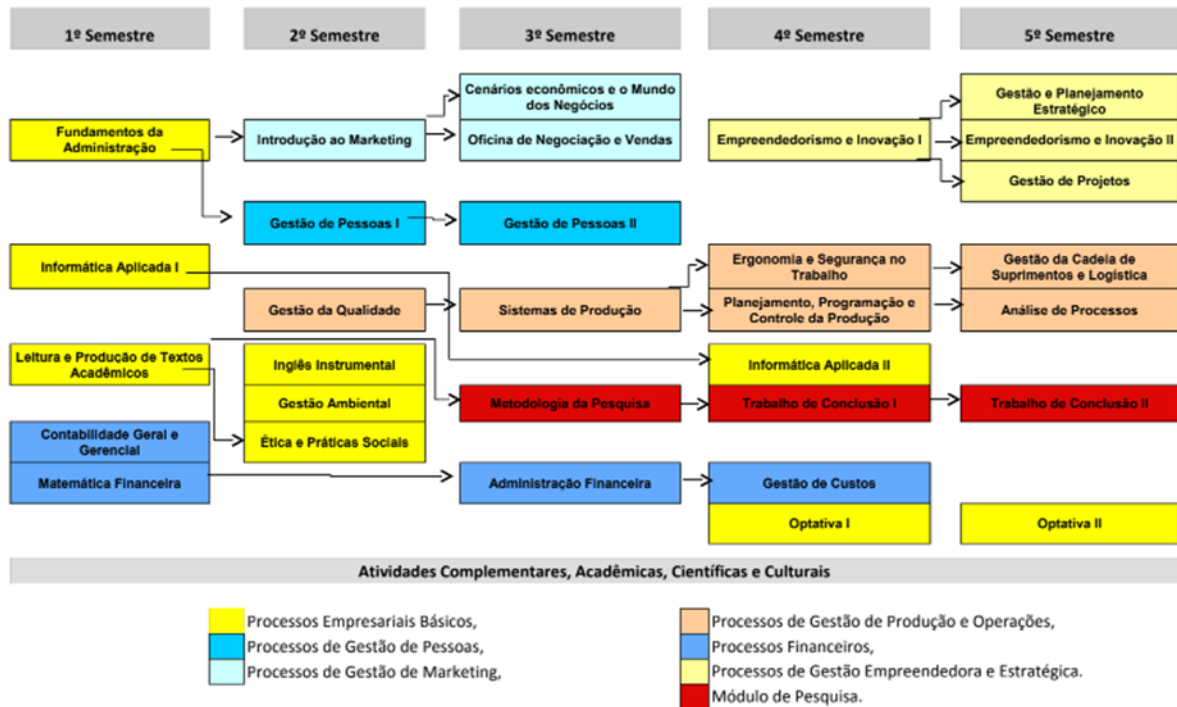 1º Semestre
2º Semestre
3º Semestre
4º Semestre
5º Semestre
Cenários econômicos e o Mundo
dos Negócios
Gestão e Planejamento
Estratégico
Fundamentos da
Administração
Introdução ao Marketing
Oficina de Negociação e Vendas
Empreendedorismo e Inovação I
Empreendedorismo e Inovação II
Gestão de Projetos
Gestão de Pessoas I
Gestão de Pessoas II
Informática Aplicada I
Ergonomia e Segurança no
Trabalho
Gestão da Cadeia de
Suprimentos e Logística
Gestão da Qualidade
Sistemas de Produção
Planejamento, Programação e
Controle da Produção
Análise de Processos
Leitura e Produção de Textos
Acadêmicos
Inglês Instrumental
Informática Aplicada II
Gestão Ambiental
Metodologia da Pesquisa
Trabalho de Conclusão I
Trabalho de Conclusão II
Contabilidade Geral e
Gerencial
Ética e Práticas Sociais
Matemática Financeira
Administração Financeira
Gestão de Custos
Optativa I
Optativa II
Atividades Complementares, Acadêmicas, Científicas e Culturais
Processos Empresariais Básicos,
Processos de Gestão de Pessoas,
Processos de Gestão de Marketing,
Processos de Gestão de Produção e Operações,
Processos Financeiros,
Processos de Gestão Empreendedora e Estratégica.
Módulo de Pesquisa.